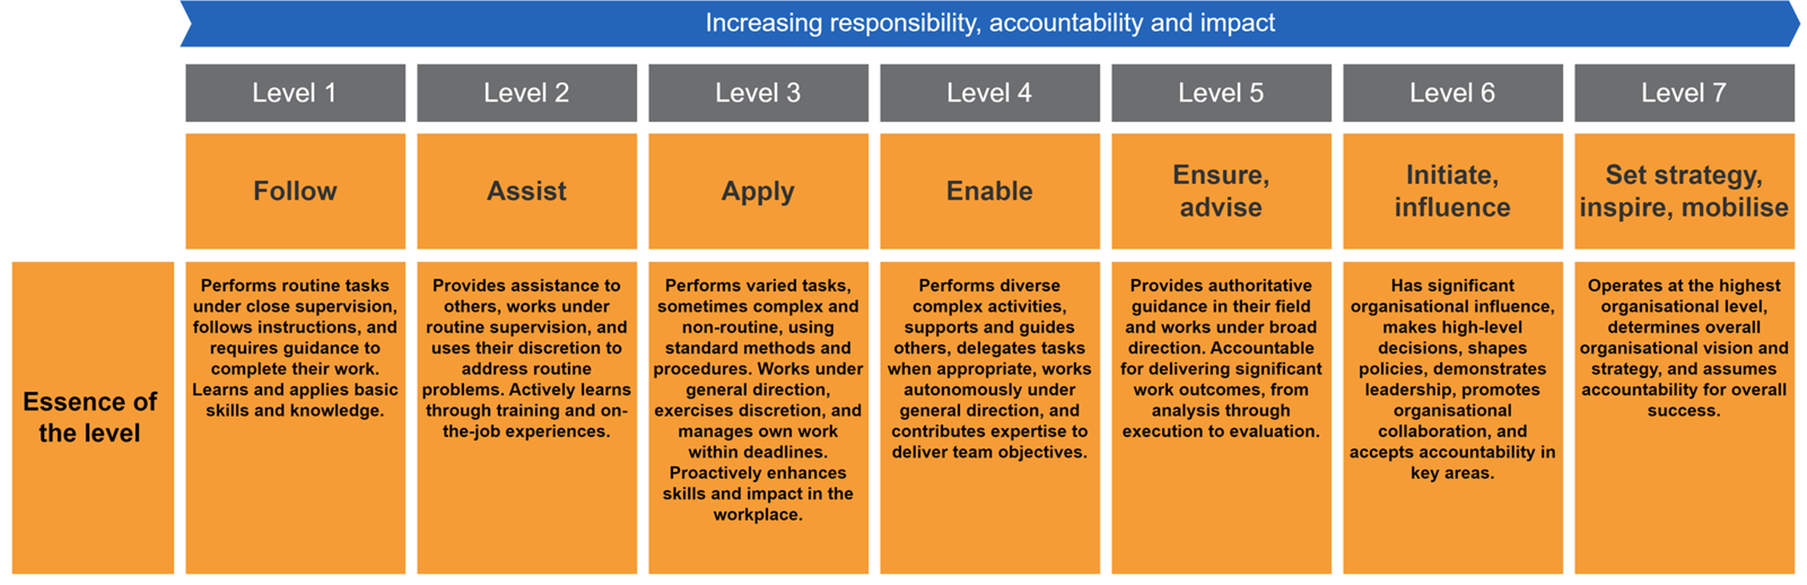 Increasing responsibility, accountability and impact
Level 1
Level 2
Level 3
Level 4
Level 5
Level 6
Level 7
Follow
Assist
Apply
Enable
Ensure,
advise
Initiate,
influence
Set strategy,
inspire, mobilise
Essence of
the level
Performs routine tasks
under close supervision,
follows instructions, and
requires guidance to
complete their work.
Learns and applies basic
skills and knowledge.
Provides assistance to
others, works under
routine supervision, and
uses their discretion to
address routine
problems. Actively learns
through training and on-
the-job experiences.
Performs varied tasks,
sometimes complex and
non-routine, using
standard methods and
procedures. Works under
general direction,
exercises discretion, and
manages own work
within deadlines.
Proactively enhances
skills and impact in the
workplace.
Performs diverse
complex activities,
supports and guides
others, delegates tasks
when appropriate, works
autonomously under
general direction, and
contributes expertise to
deliver team objectives.
Provides authoritative
guidance in their field
and works under broad
direction. Accountable
for delivering significant
work outcomes, from
analysis through
execution to evaluation.
Has significant
organisational influence,
makes high-level
decisions, shapes
policies, demonstrates
leadership, promotes
organisational
collaboration, and
accepts accountability in
key areas.
Operates at the highest
organisational level,
determines overall
organisational vision and
strategy, and assumes
accountability for overall
success.